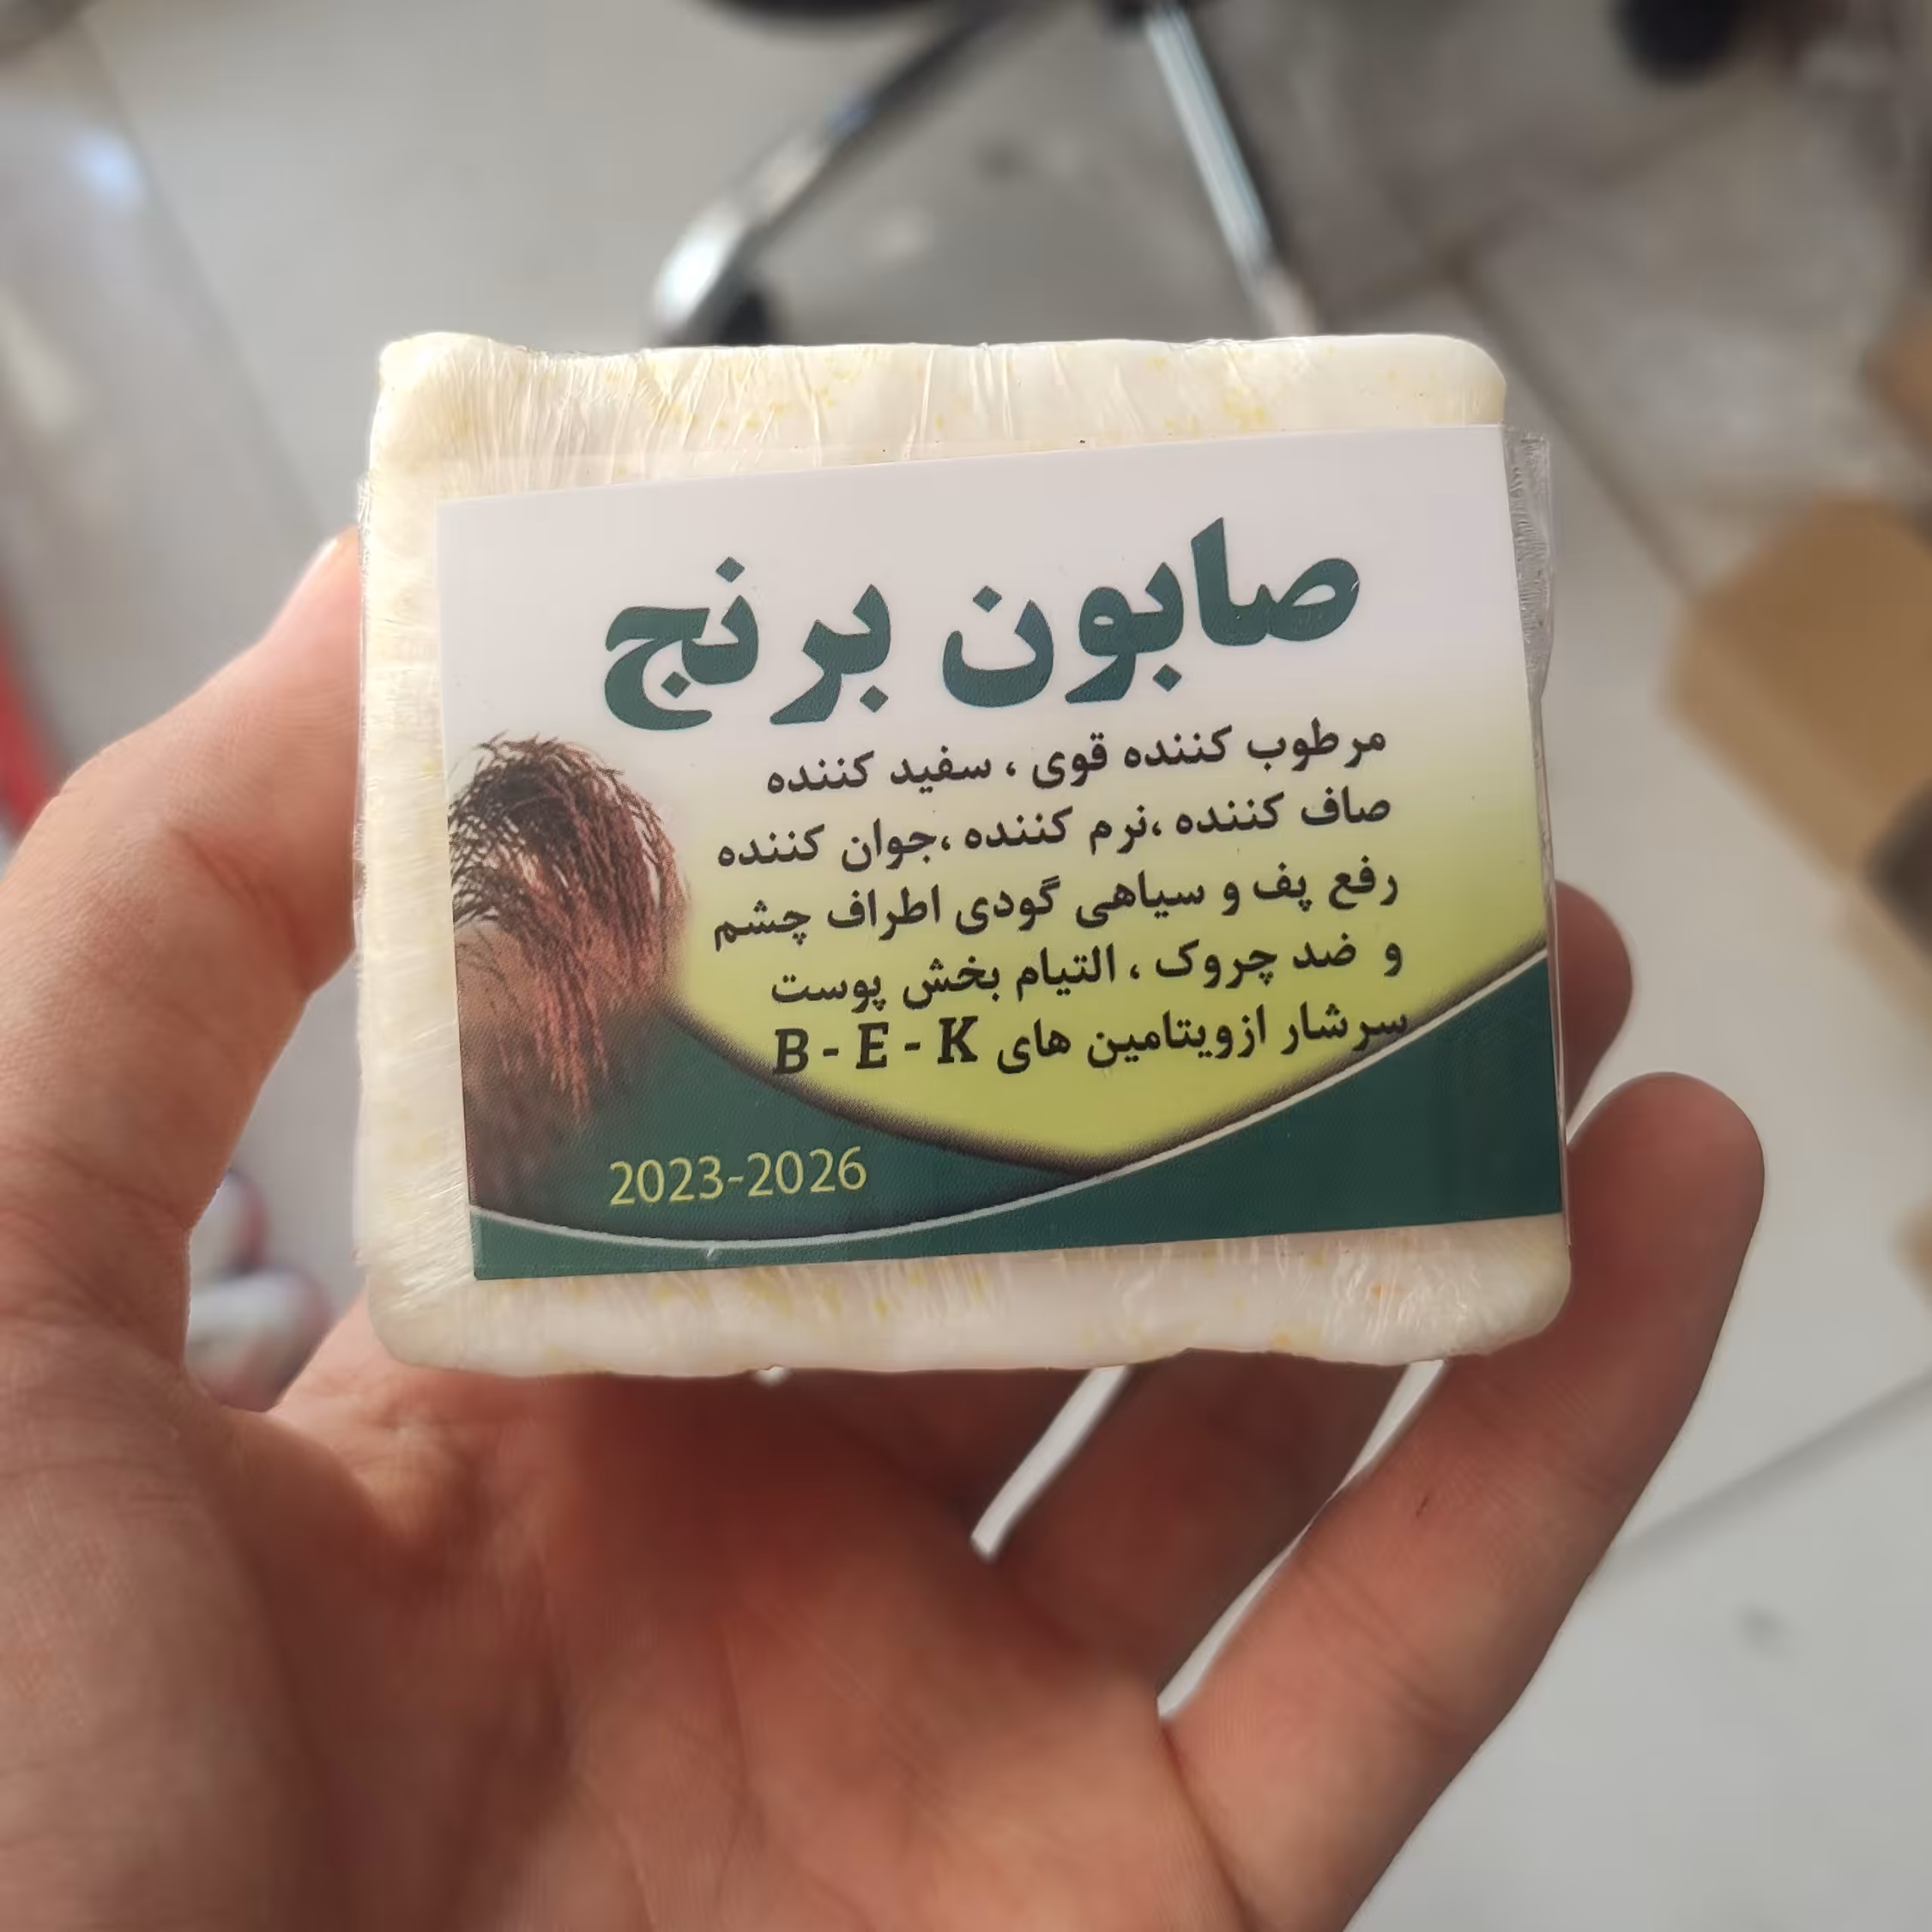 صابون برنج
مرطوب کننده قوی ، سفید کننده
صاف کننده ،نرم کننده ،جوان کننده
رفع پف و سیاهی گودی اطراف چشم
و ضد چروک ، التیام بخش پوست
سرشار ازویتامین های B - E - K
2023-2026